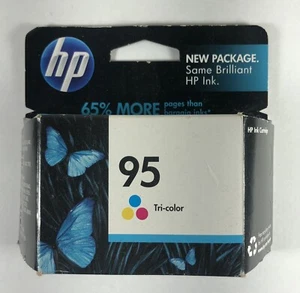 hp
NEW PACKAGE.
Same Brilliant
HP Ink.
65% MORE pages than
bargain inks*
HP Ink Cartridge
95
Tri-color